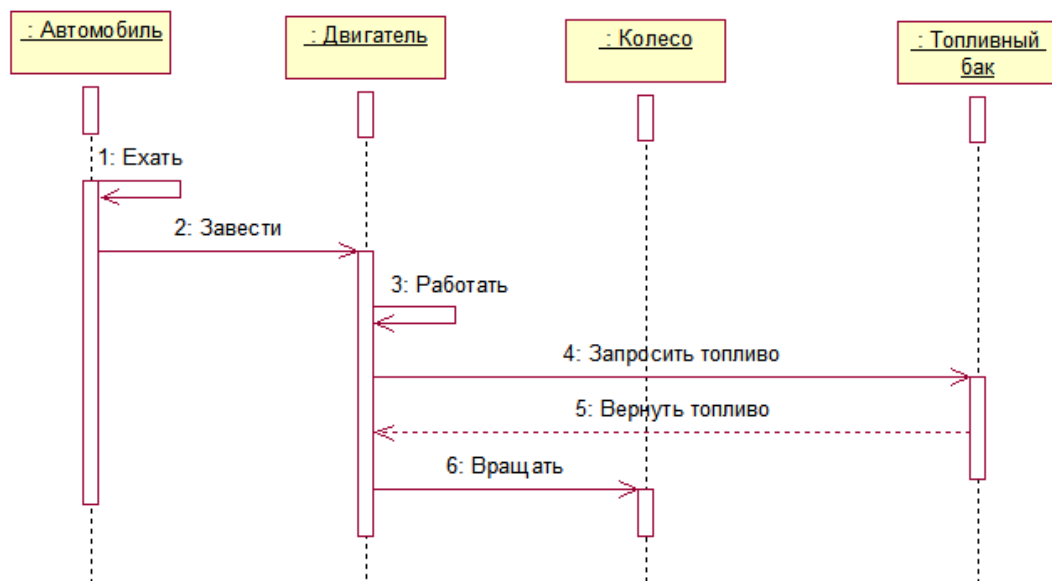 : Автомобиль
: Двигатель
: Колесо
: Топливный
бак
1: Ехать
2: Завести
3: Работать
4: Запросить топливо
5: Вернуть топливо
6: Вращать